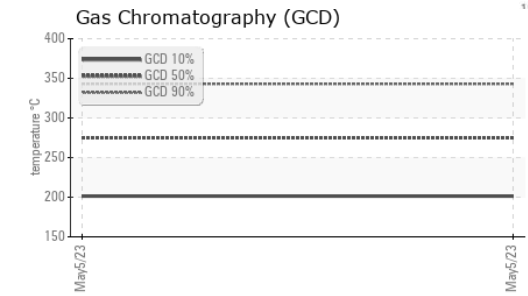 Gas Chromatography (GCD)
400
350
300
250
200
150
temperature °C
GCD 10%
GCD 50%
GCD 90%
May5/23
May5/23